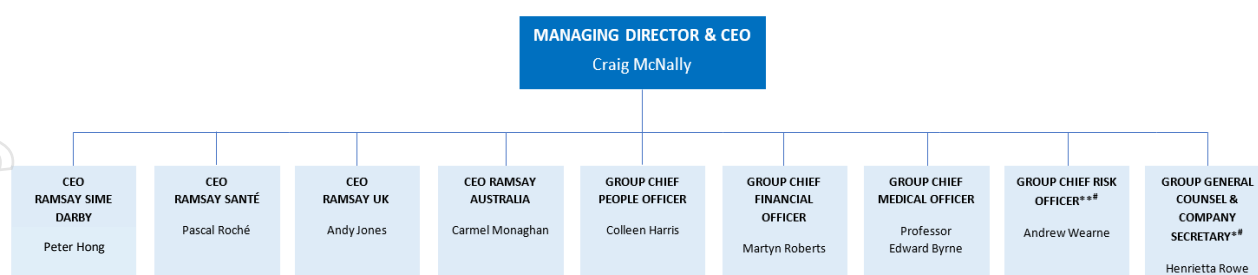 MANAGING DIRECTOR & CEO
Craig McNally
CEO
RAMSAY SIME
DARBY
Peter Hong
CEO
RAMSAY SANTÉ
Pascal Roché
CEO
RAMSAY UK
Andy Jones
CEO RAMSAY
AUSTRALIA
Carmel Monaghan
GROUP CHIEF
PEOPLE OFFICER
Colleen Harris
GROUP CHIEF
FINANCIAL
OFFICER
Martyn Roberts
GROUP CHIEF
MEDICAL OFFICER
Professor
Edward Byrne
GROUP CHIEF RISK
OFFICER**#
Andrew Wearne
GROUP GENERAL
COUNSEL &
COMPANY
SECRETARY*#
Henrietta Rowe